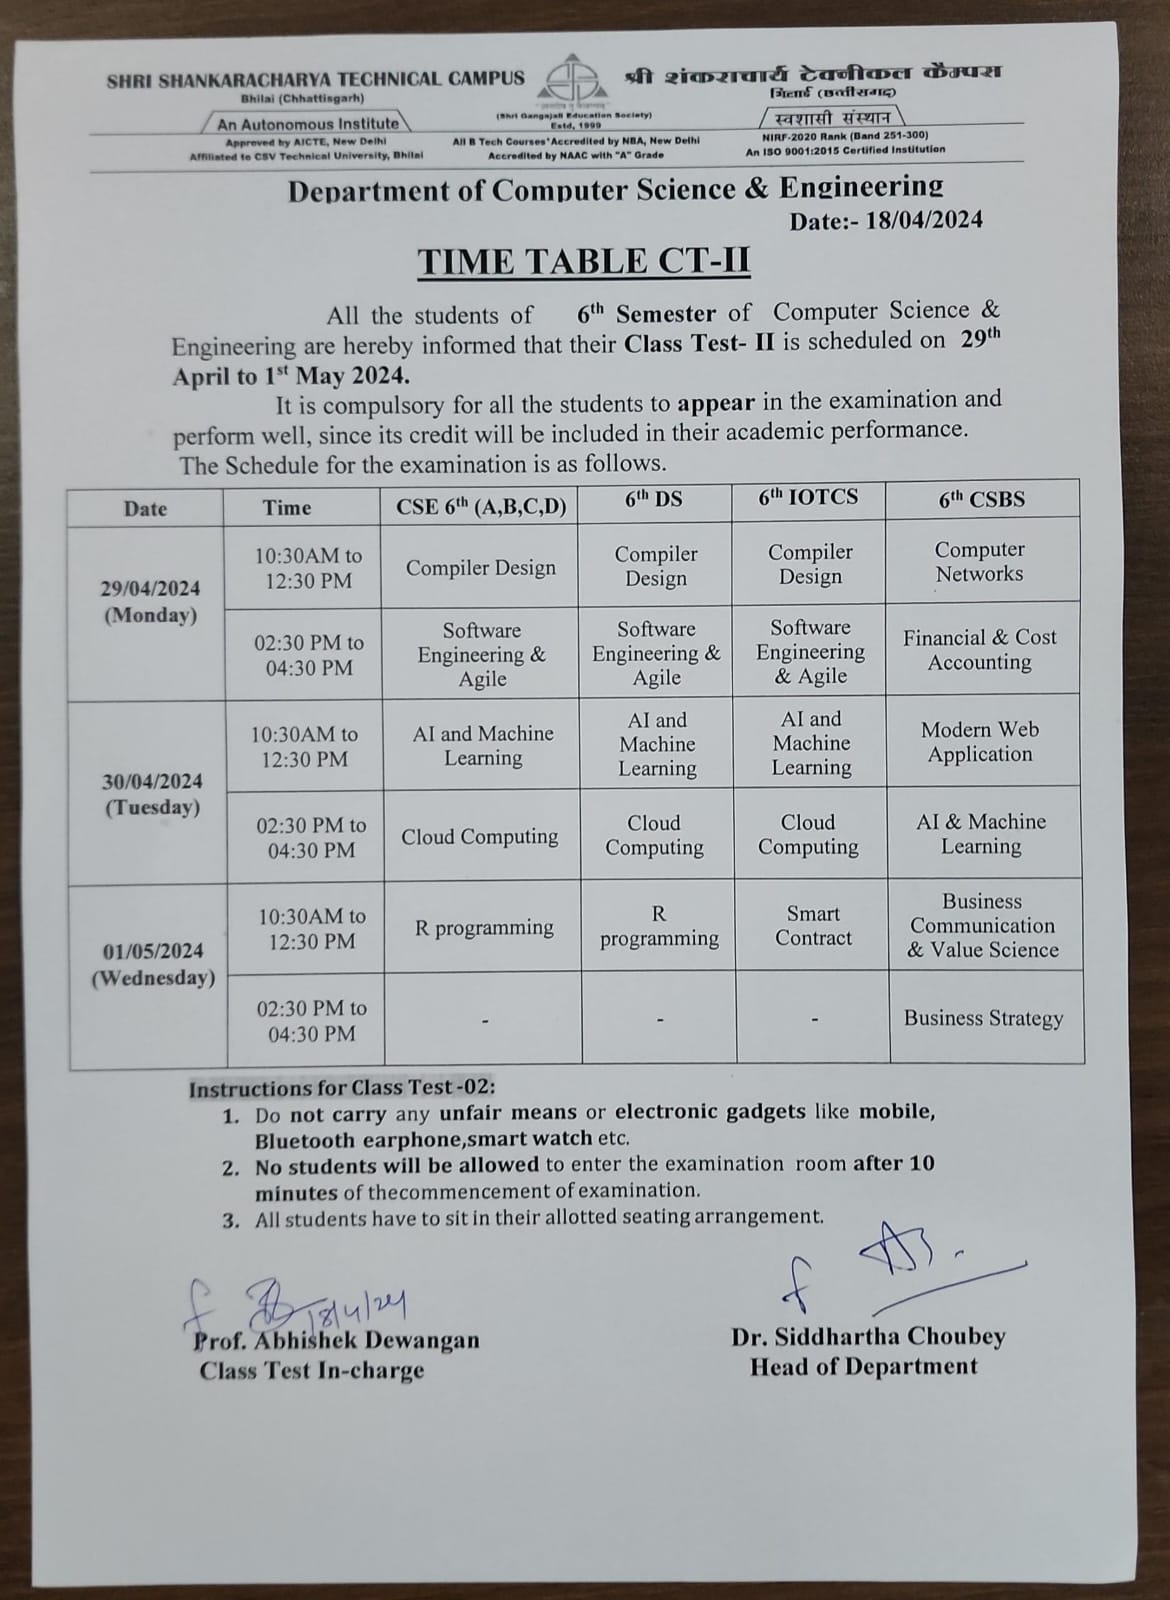 SHRI SHANKARACHARYA TECHNICAL CAMPUS
Bhilai (Chhattisgarh)
An Autonomous Institute
Approved by AICTE, New Delhi
Affiliated to CSV Technical University, Bhilai
(Shri Gangajali Education Society)
Estd, 1999
All B Tech Courses Accredited by NBA, New Delhi
Accredited by NAAC with "A" Grade
श्री शंकराचार्य टेक्नीकल कैम्पस
भिलाई (छत्तीसगढ़)
स्वशासी संस्थान
NIRF-2020 Rank (Band 251-300)
An ISO 9001:2015 Certified Institution
Department of Computer Science & Engineering
Date:- 18/04/2024
TIME TABLE CT-II
All the students of 6th Semester of Computer Science &
Engineering are hereby informed that their Class Test- II is scheduled on 29th
April to 1st May 2024.
It is compulsory for all the students to appear in the examination and
perform well, since its credit will be included in their academic performance.
The Schedule for the examination is as follows.
Date Time CSE 6th (A,B,C,D) 6th DS 6th IOTCS 6th CSBS
29/04/2024
(Monday)
10:30AM to
12:30 PM
Compiler Design
Compiler
Design
Compiler
Design
Computer
Networks
02:30 PM to
04:30 PM
Software
Engineering &
Agile
Software
Engineering &
Agile
Software
Engineering
& Agile
Financial & Cost
Accounting
30/04/2024
(Tuesday)
10:30AM to
12:30 PM
AI and Machine
Learning
AI and
Machine
Learning
AI and
Machine
Learning
Modern Web
Application
02:30 PM to
04:30 PM
Cloud Computing
Cloud
Computing
Cloud
Computing
AI & Machine
Learning
01/05/2024
(Wednesday)
10:30AM to
12:30 PM
R programming
R
programming
Smart
Contract
Business
Communication
& Value Science
02:30 PM to
04:30 PM
-
-
-
Business Strategy
Instructions for Class Test -02:
1. Do not carry any unfair means or electronic gadgets like mobile,
Bluetooth earphone,smart watch etc.
2. No students will be allowed to enter the examination room after 10
minutes of thecommencement of examination.
3. All students have to sit in their allotted seating arrangement.
18/4/24
Prof. Abhishek Dewangan
Class Test In-charge
Dr. Siddhartha Choubey
Head of Department